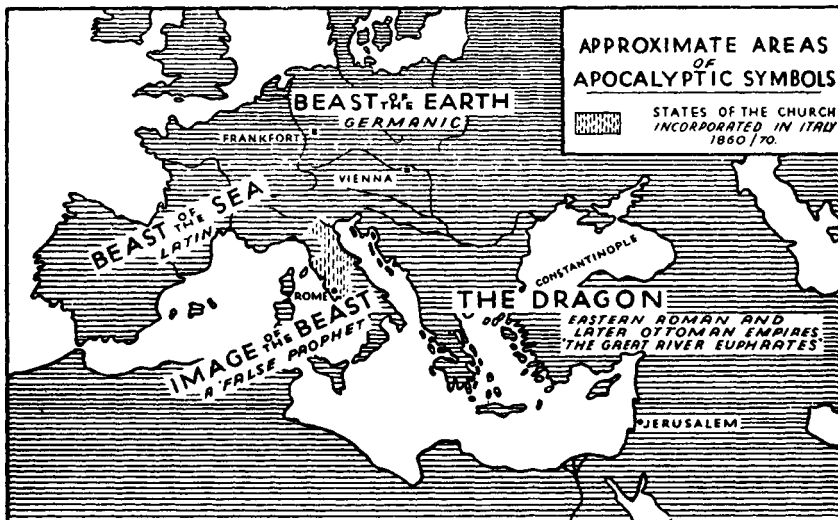 APPROXIMATE AREAS
OF
APOCALYPTIC SYMBOLS
STATES OF THE CHURCH
INCORPORATED IN ITALY
1860/70.
BEAST OF THE EARTH
GERMANIC
FRANKFORT
VIENNA
BEAST OF THE SEA
LATIN
CONSTANTINOPLE
ROME
THE DRAGON
EASTERN ROMAN AND
LATER OTTOMAN EMPIRES
'THE GREAT RIVER EUPHRATES'
IMAGE OF THE BEAST
A 'FALSE PROPHET'
JERUSALEM